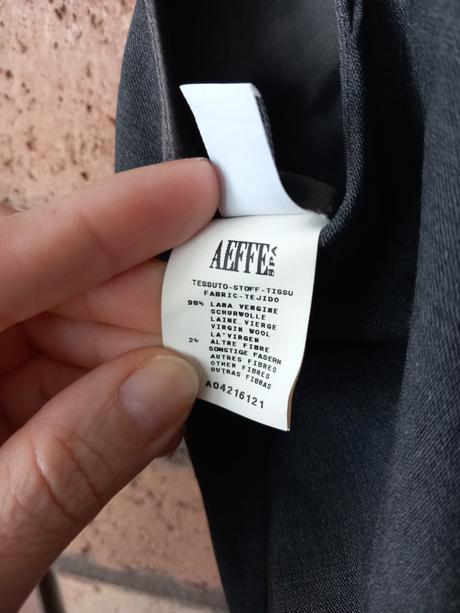 AEFFE SPA
TESSUTO-STOFF-TISSU
FABRIC-TEJIDO
98% LANA VERGINE
SCHURWOLLE
LAINE VIERGE
VIRGIN WOOL
LA'VIRGEN
2% ALTRE FIBRE
SONSTIGE FASERN
AUTRES FIBRES
OTHER FIBRES
OUTRAS FIBRAS
A04216121